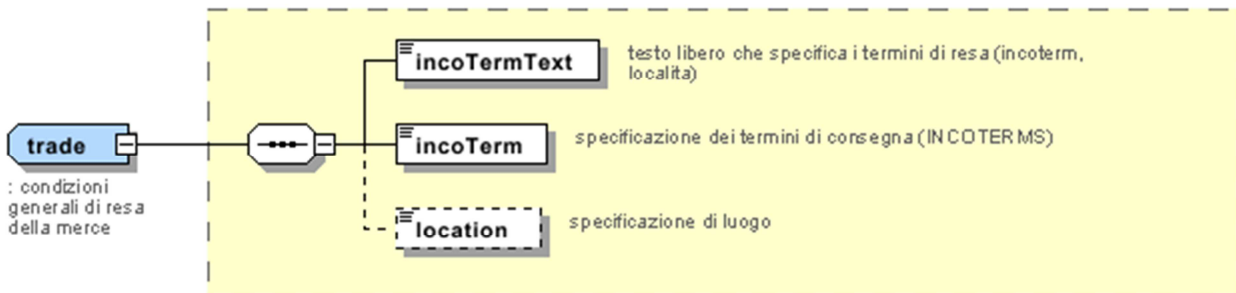 incoTermText
testo libero che specifica i termini di resa (incoterm,
localita)
trade
incoTerm
specificazione dei termini di consegna (INCOTERMS)
: condizioni
generali di resa
della merce
location
specificazione di luogo